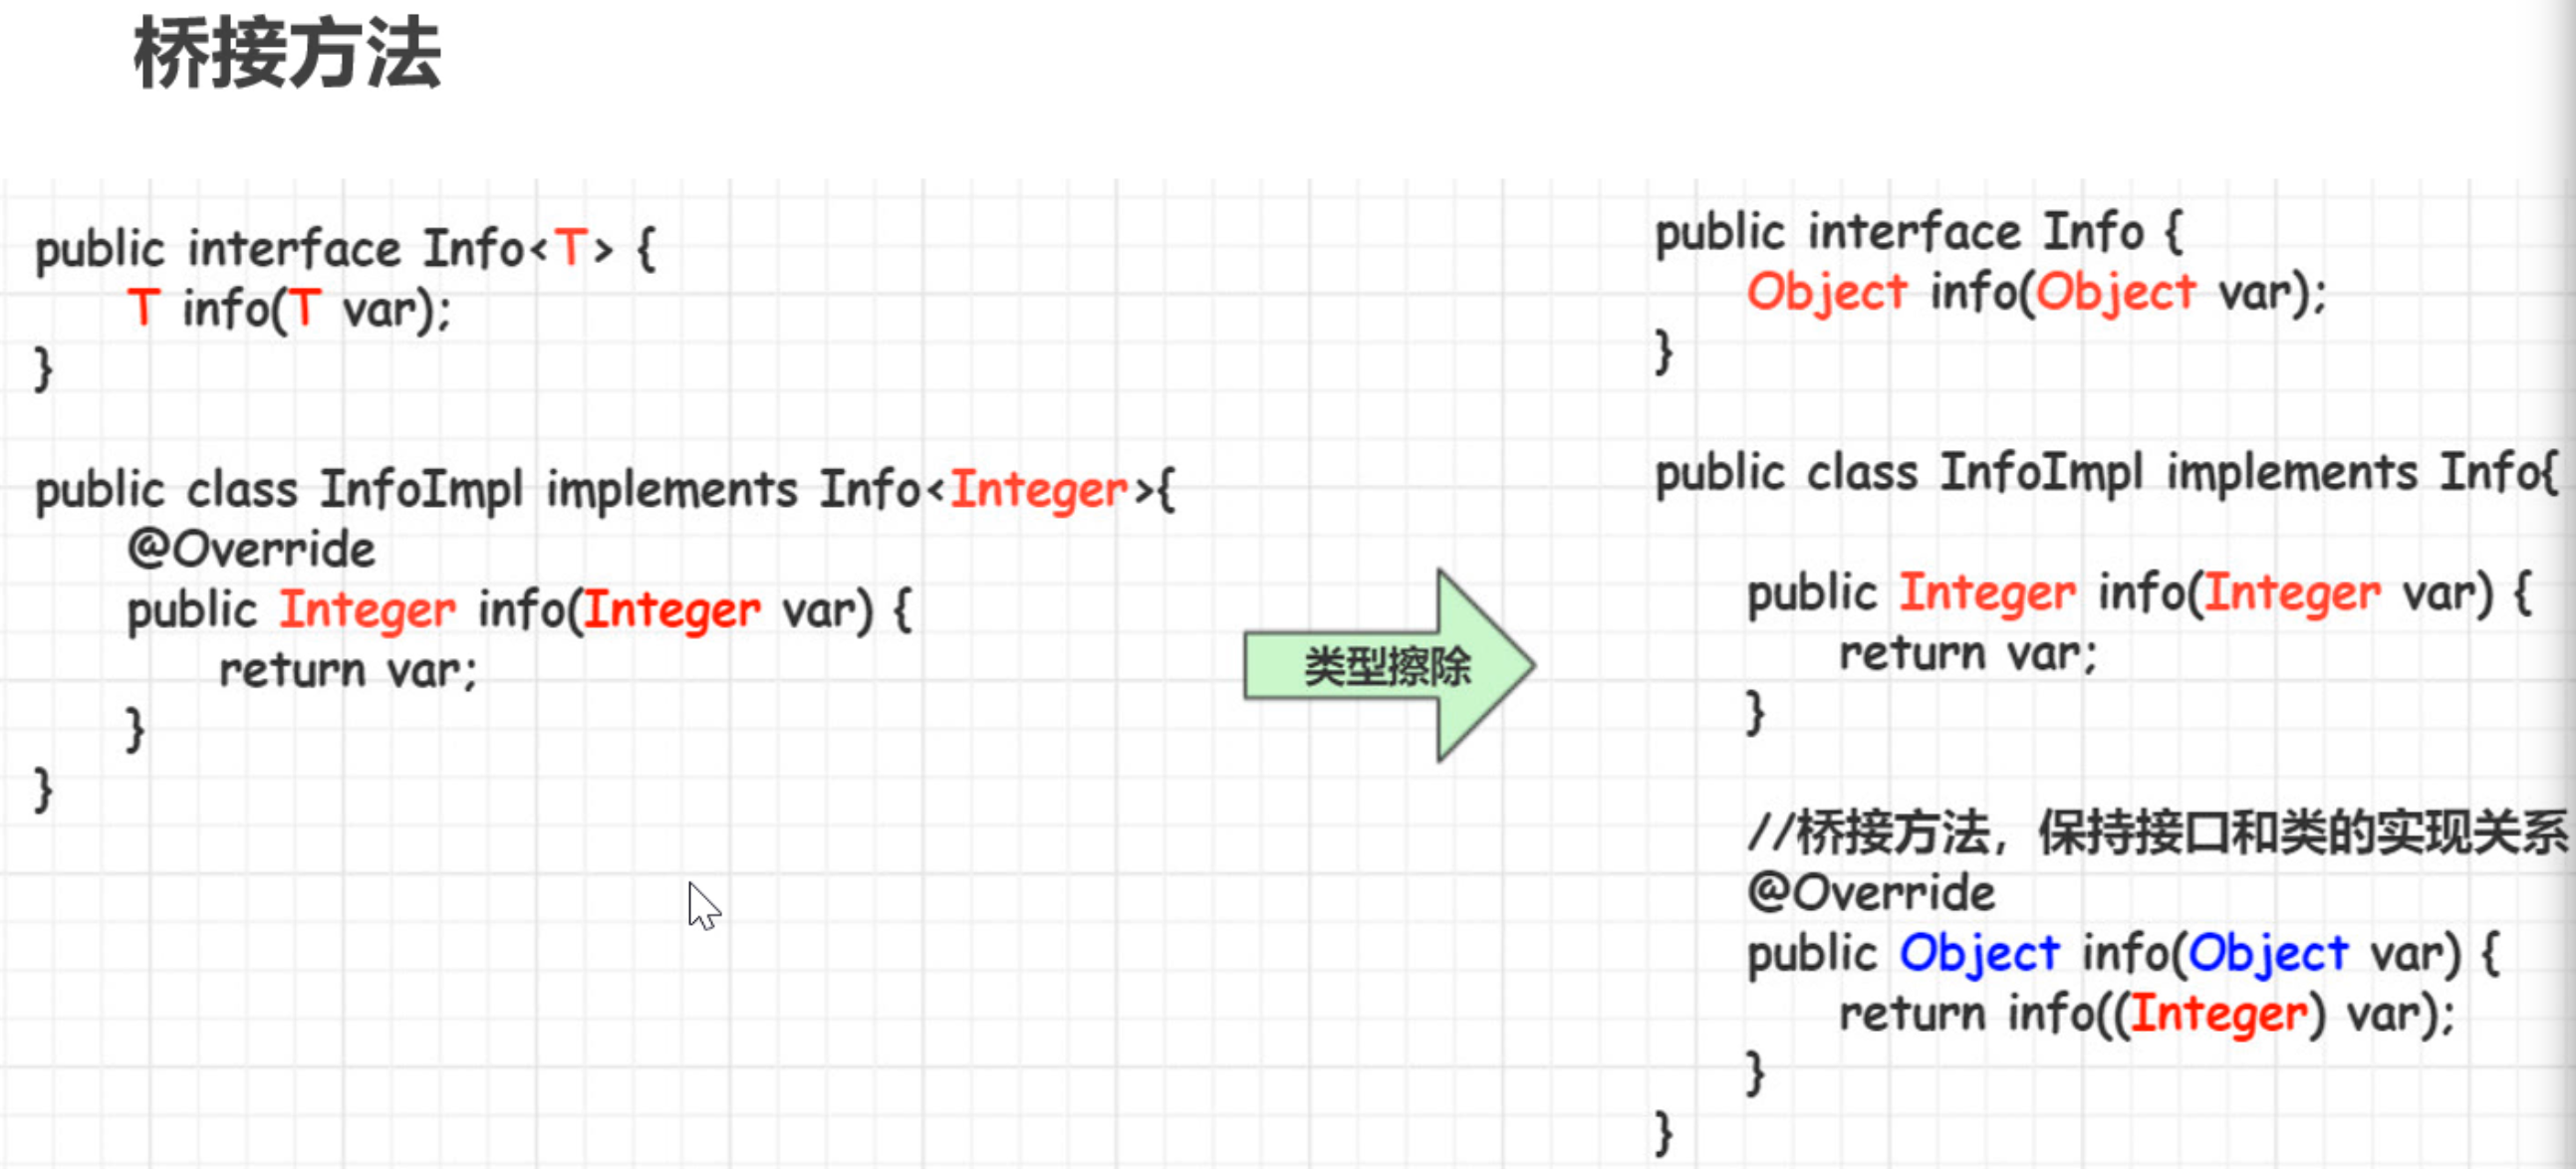 桥接方法
public interface Info<T> {
T info(T var);
}
public class InfoImpl implements Info<Integer>{
@Override
public Integer info(Integer var) {
return var;
}
}
类型擦除
public interface Info {
Object info(Object var);
}
public class InfoImpl implements Info{
public Integer info(Integer var) {
return var;
}
//桥接方法，保持接口和类的实现关系
@Override
public Object info(Object var) {
return info((Integer) var);
}
}